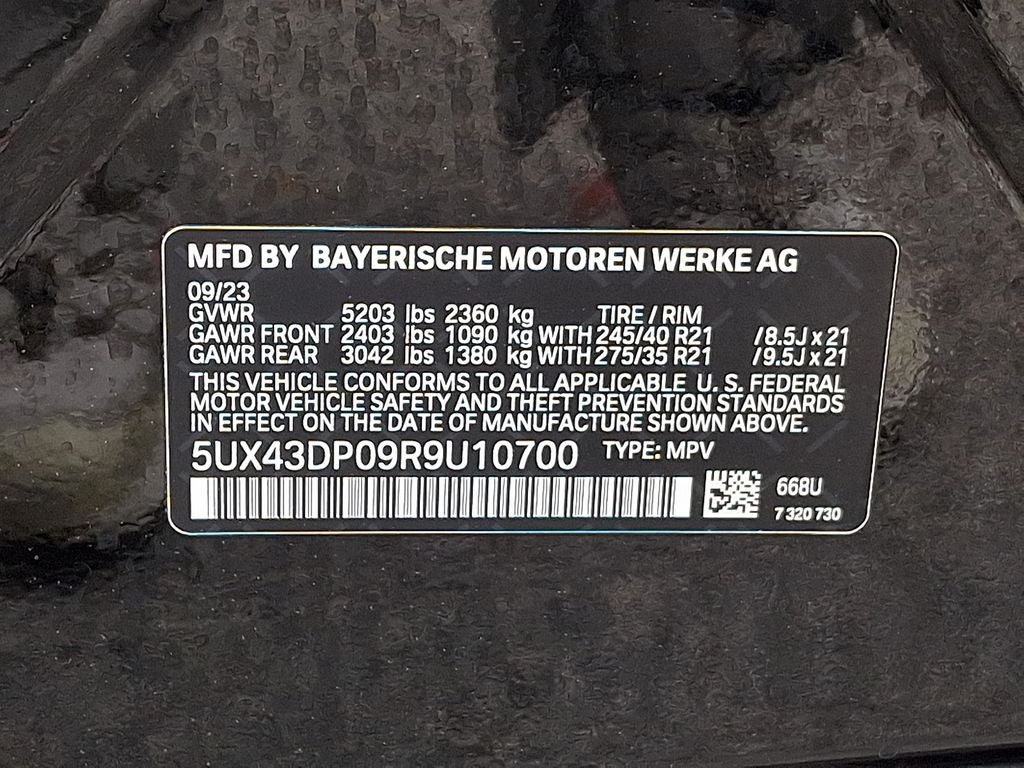 MFD BY BAYERISCHE MOTOREN WERKE AG
09/23
GVWR 5203 lbs 2360 kg TIRE / RIM
GAWR FRONT 2403 lbs 1090 kg WITH 245/40 R21 /8.5J x 21
GAWR REAR 3042 lbs 1380 kg WITH 275/35 R21 /9.5J x 21
THIS VEHICLE CONFORMS TO ALL APPLICABLE U. S. FEDERAL
MOTOR VEHICLE SAFETY AND THEFT PREVENTION STANDARDS
IN EFFECT ON THE DATE OF MANUFACTURE SHOWN ABOVE.
5UX43DP09R9U10700 TYPE: MPV
668U
7 320 730